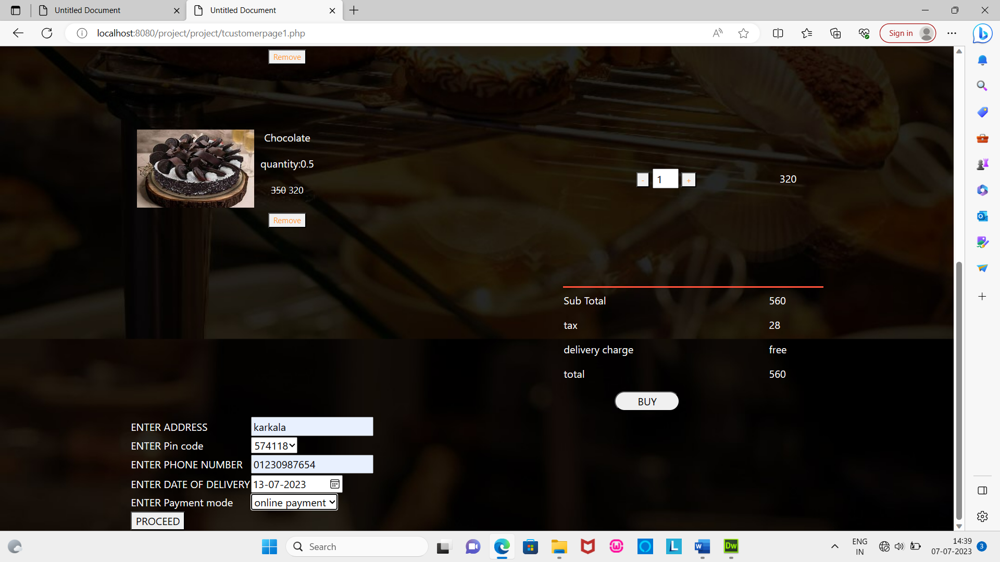 Untitled Document
Untitled Document
localhost:8080/project/project/tcustomerpage1.php
Sign in
Remove
Chocolate
quantity:0.5
350 320
- 1 + 320
Remove
Sub Total 560
tax 28
delivery charge free
total 560
BUY
ENTER ADDRESS karkala
ENTER Pin code 574118
ENTER PHONE NUMBER 01230987654
ENTER DATE OF DELIVERY 13-07-2023
ENTER Payment mode online payment
PROCEED
Search
ENG
IN
14:39
07-07-2023
3
Dw